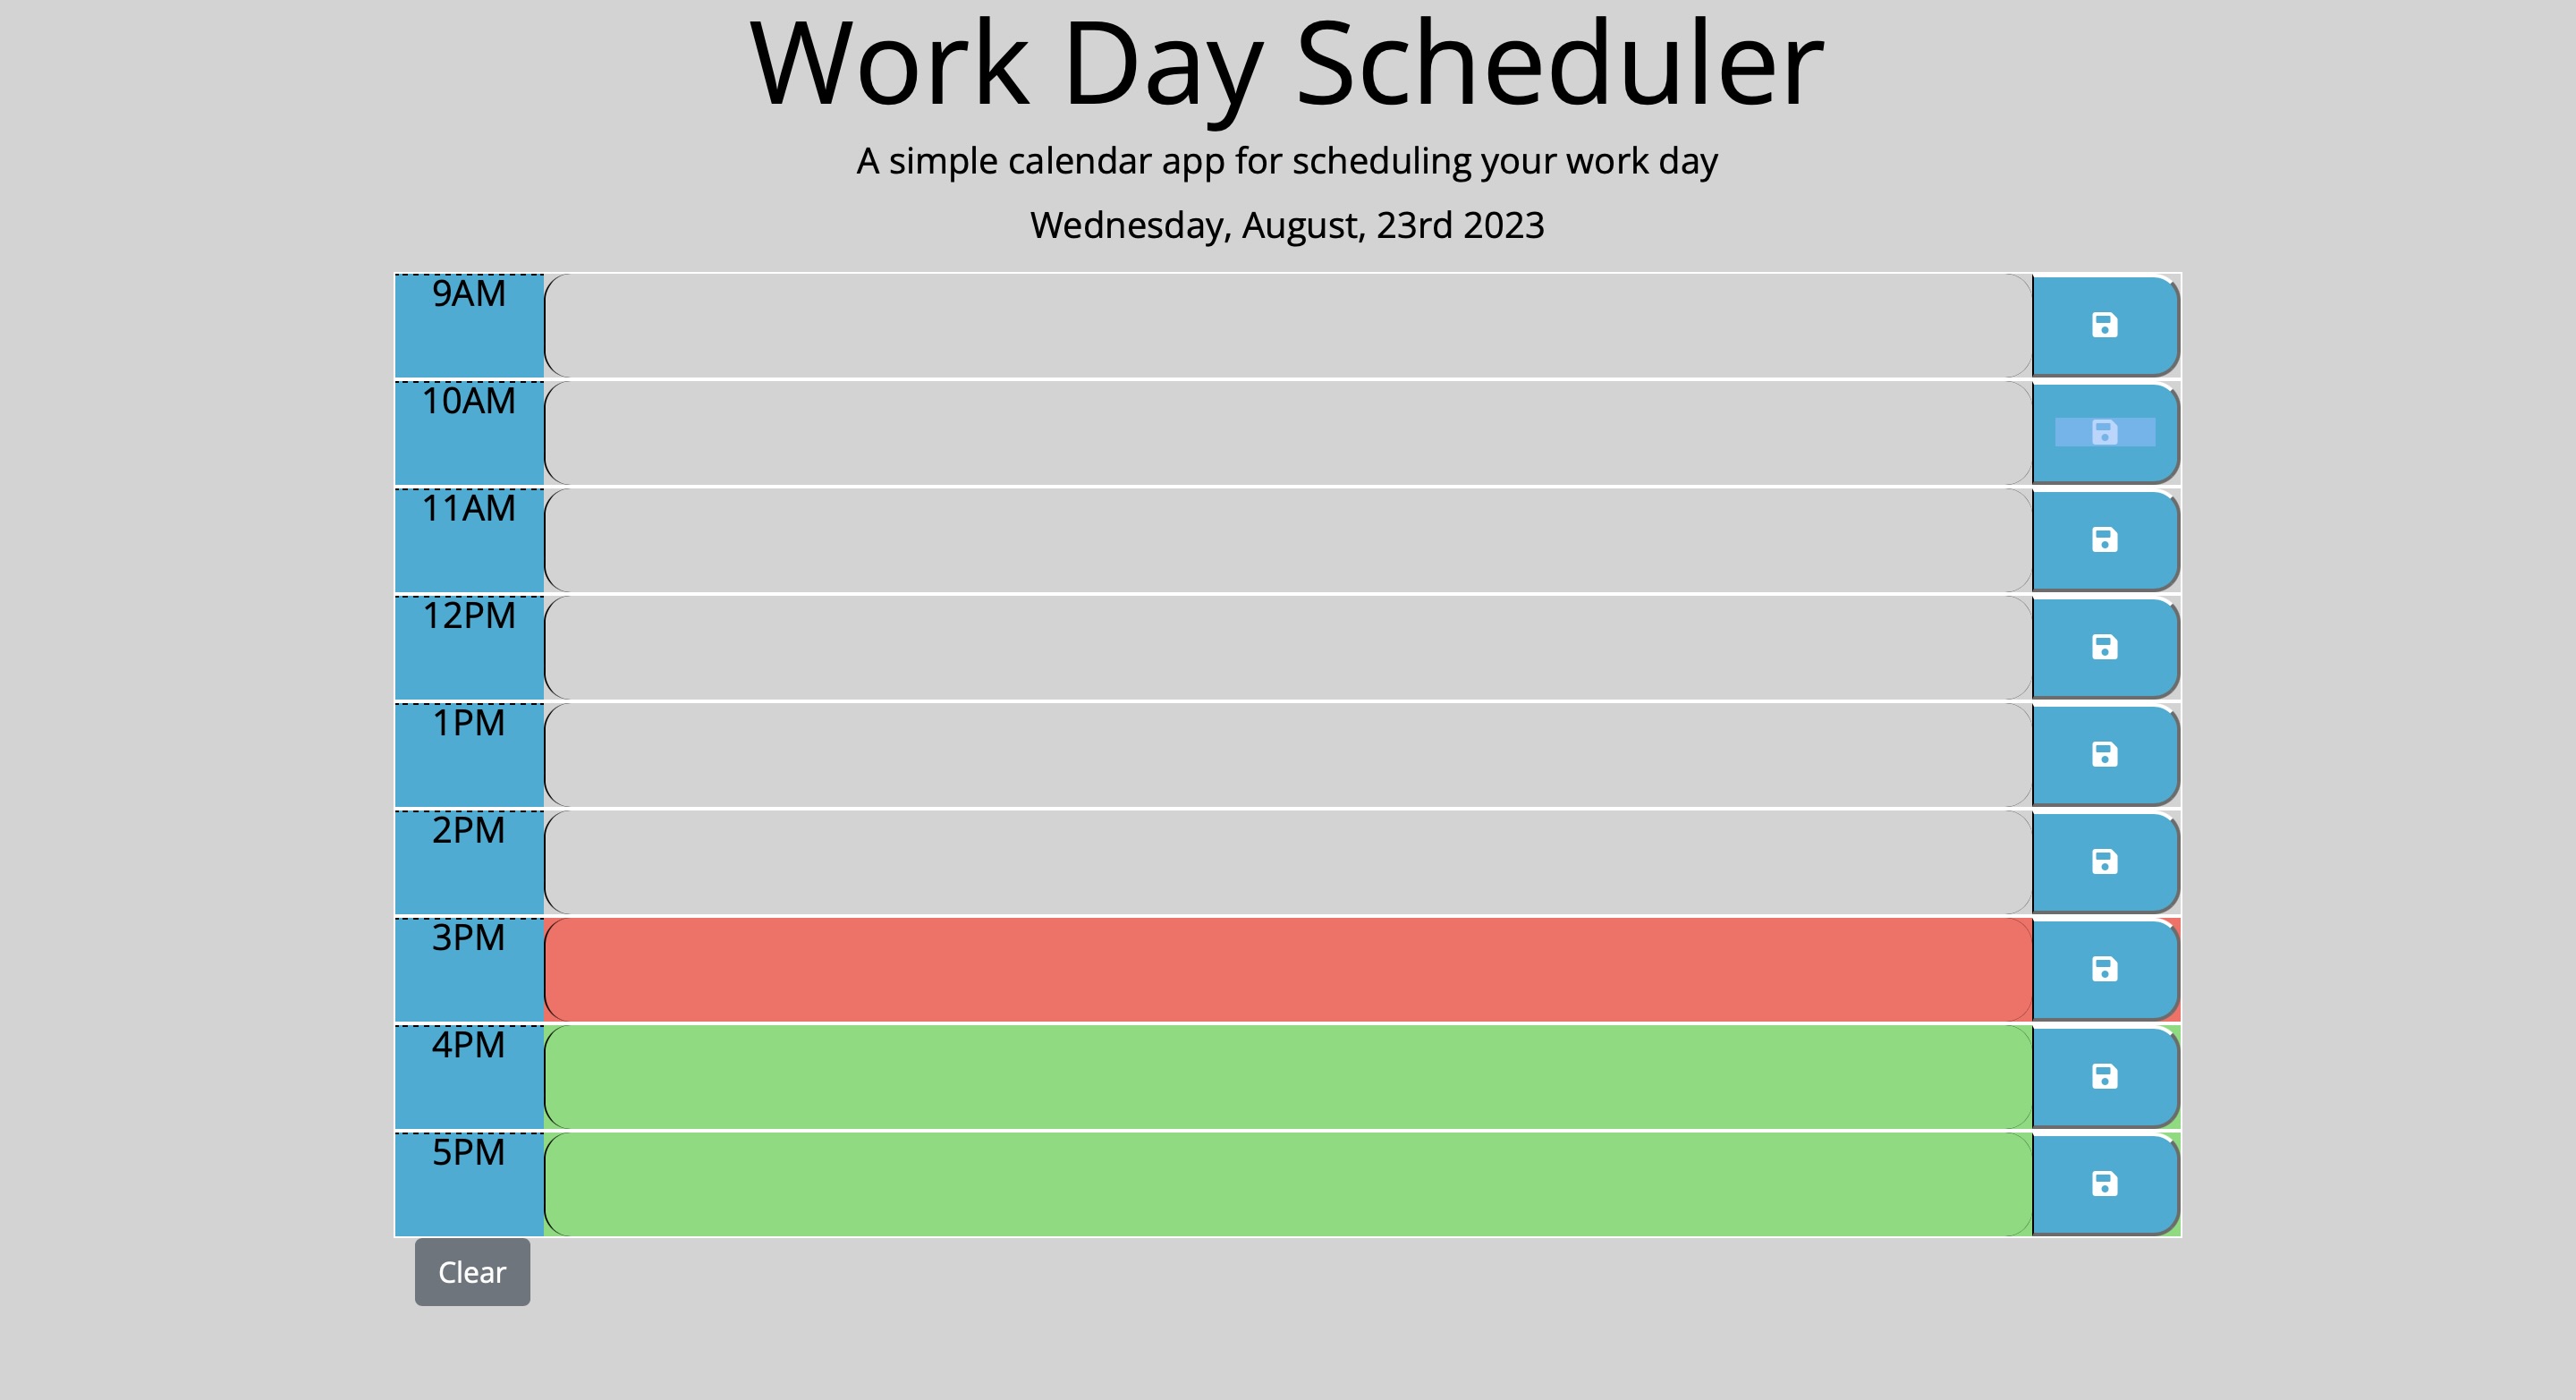 Work Day Scheduler
A simple calendar app for scheduling your work day
Wednesday, August, 23rd 2023
9AM
10AM
11AM
12PM
1PM
2PM
3PM
4PM
5PM
Clear